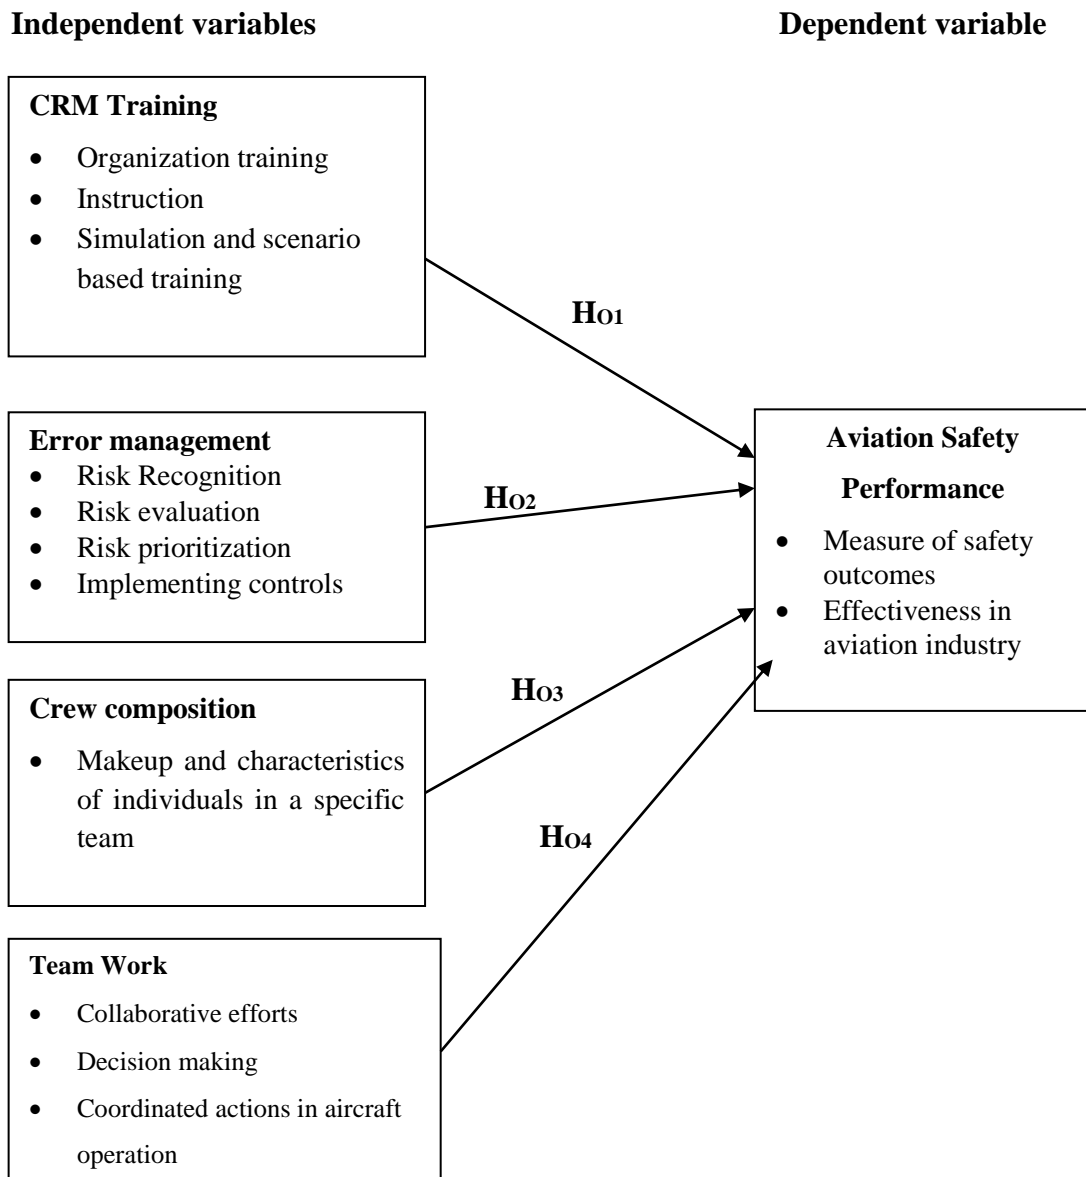 Independent variables
Dependent variable
CRM Training
• Organization training
• Instruction
• Simulation and scenario
based training
HO1
Error management
• Risk Recognition
• Risk evaluation
• Risk prioritization
• Implementing controls
HO2
Aviation Safety
Performance
• Measure of safety
outcomes
• Effectiveness in
aviation industry
Crew composition
• Makeup and characteristics
of individuals in a specific
team
HO3
HO4
Team Work
• Collaborative efforts
• Decision making
• Coordinated actions in aircraft
operation